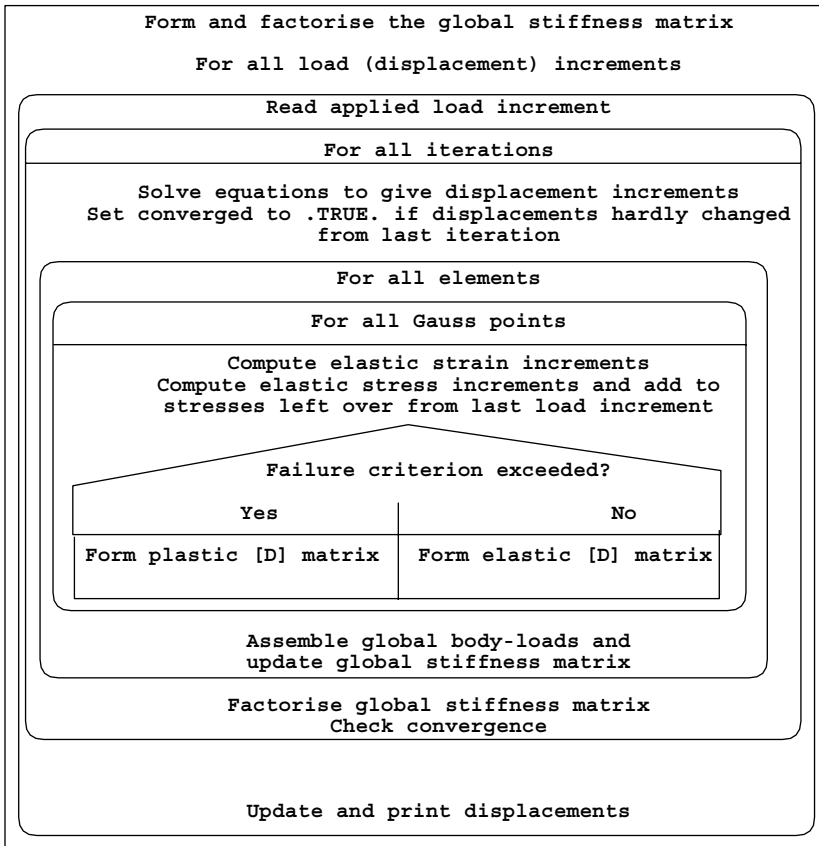 Form and factorise the global stiffness matrix
For all load (displacement) increments
Read applied load increment
For all iterations
Solve equations to give displacement increments
Set converged to .TRUE. if displacements hardly changed
from last iteration
For all elements
For all Gauss points
Compute elastic strain increments
Compute elastic stress increments and add to
stresses left over from last load increment
Failure criterion exceeded?
Yes No
Form plastic [D] matrix Form elastic [D] matrix
Assemble global body-loads and
update global stiffness matrix
Factorise global stiffness matrix
Check convergence
Update and print displacements